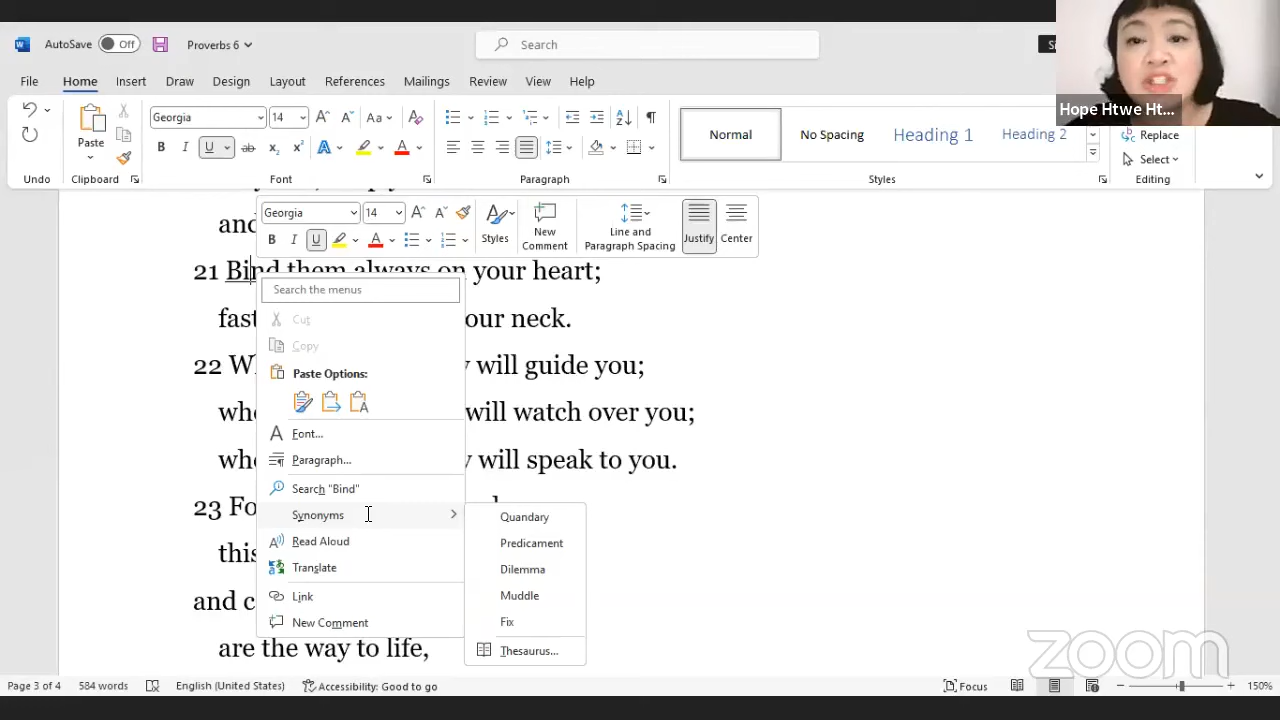 AutoSave Off Proverbs 6 Search
Hope Htwe Ht...
File Home Insert Draw Design Layout References Mailings Review View Help
Georgia 14 Aa
Paste
Normal No Spacing Heading 1 Heading 2
Replace
Select
Undo Clipboard Font Paragraph Styles Editing
and
Georgia 14
Styles New Comment Line and Paragraph Spacing Justify Center
21 Bind them always on your heart;
Search the menus
Cut
fast our neck.
Copy
22 Wh y will guide you;
Paste Options:
whe will watch over you;
Font...
Paragraph...
whe y will speak to you.
Search "Bind"
23 Fo
Synonyms
Quandary
Predicament
Dilemma
Muddle
Fix
Thesaurus...
Read Aloud
this
Translate
Link
and c
New Comment
are the way to life,
zoom
Page 3 of 4 584 words English (United States) Accessibility: Good to go Focus 150%